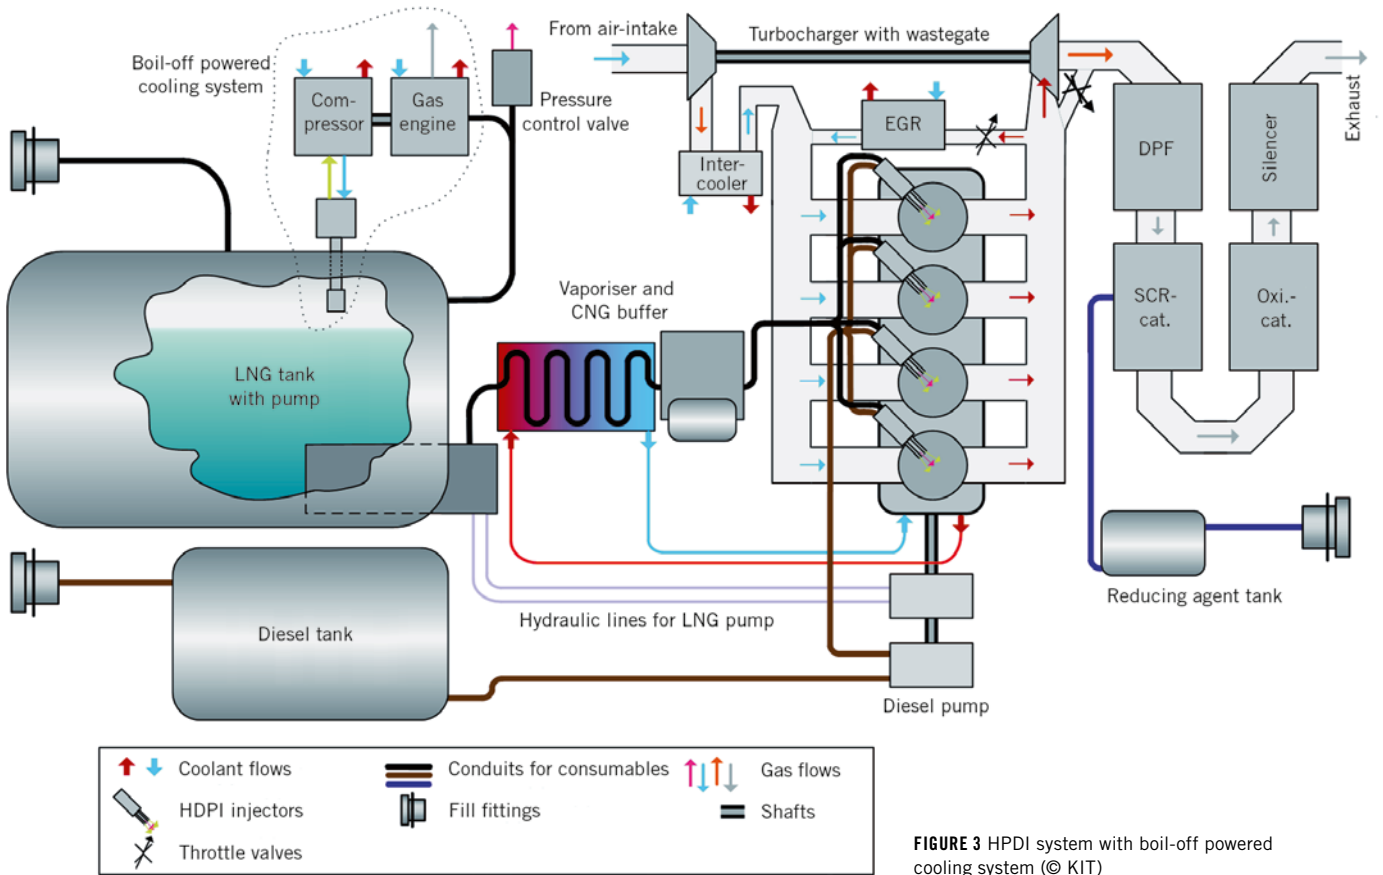 From air-intake
Turbocharger with wastegate
Boil-off powered
cooling system
Com-
pressor
Gas
engine
Pressure
control valve
EGR
Inter-
cooler
DPF
Silencer
Exhaust
SCR-
cat.
Oxi.-
cat.
Vaporiser and
CNG buffer
LNG tank
with pump
Reducing agent tank
Hydraulic lines for LNG pump
Diesel tank
Diesel pump
Coolant flows
Conduits for consumables
Gas flows
HDPI injectors
Fill fittings
Shafts
Throttle valves
FIGURE 3 HPDI system with boil-off powered
cooling system (© KIT)